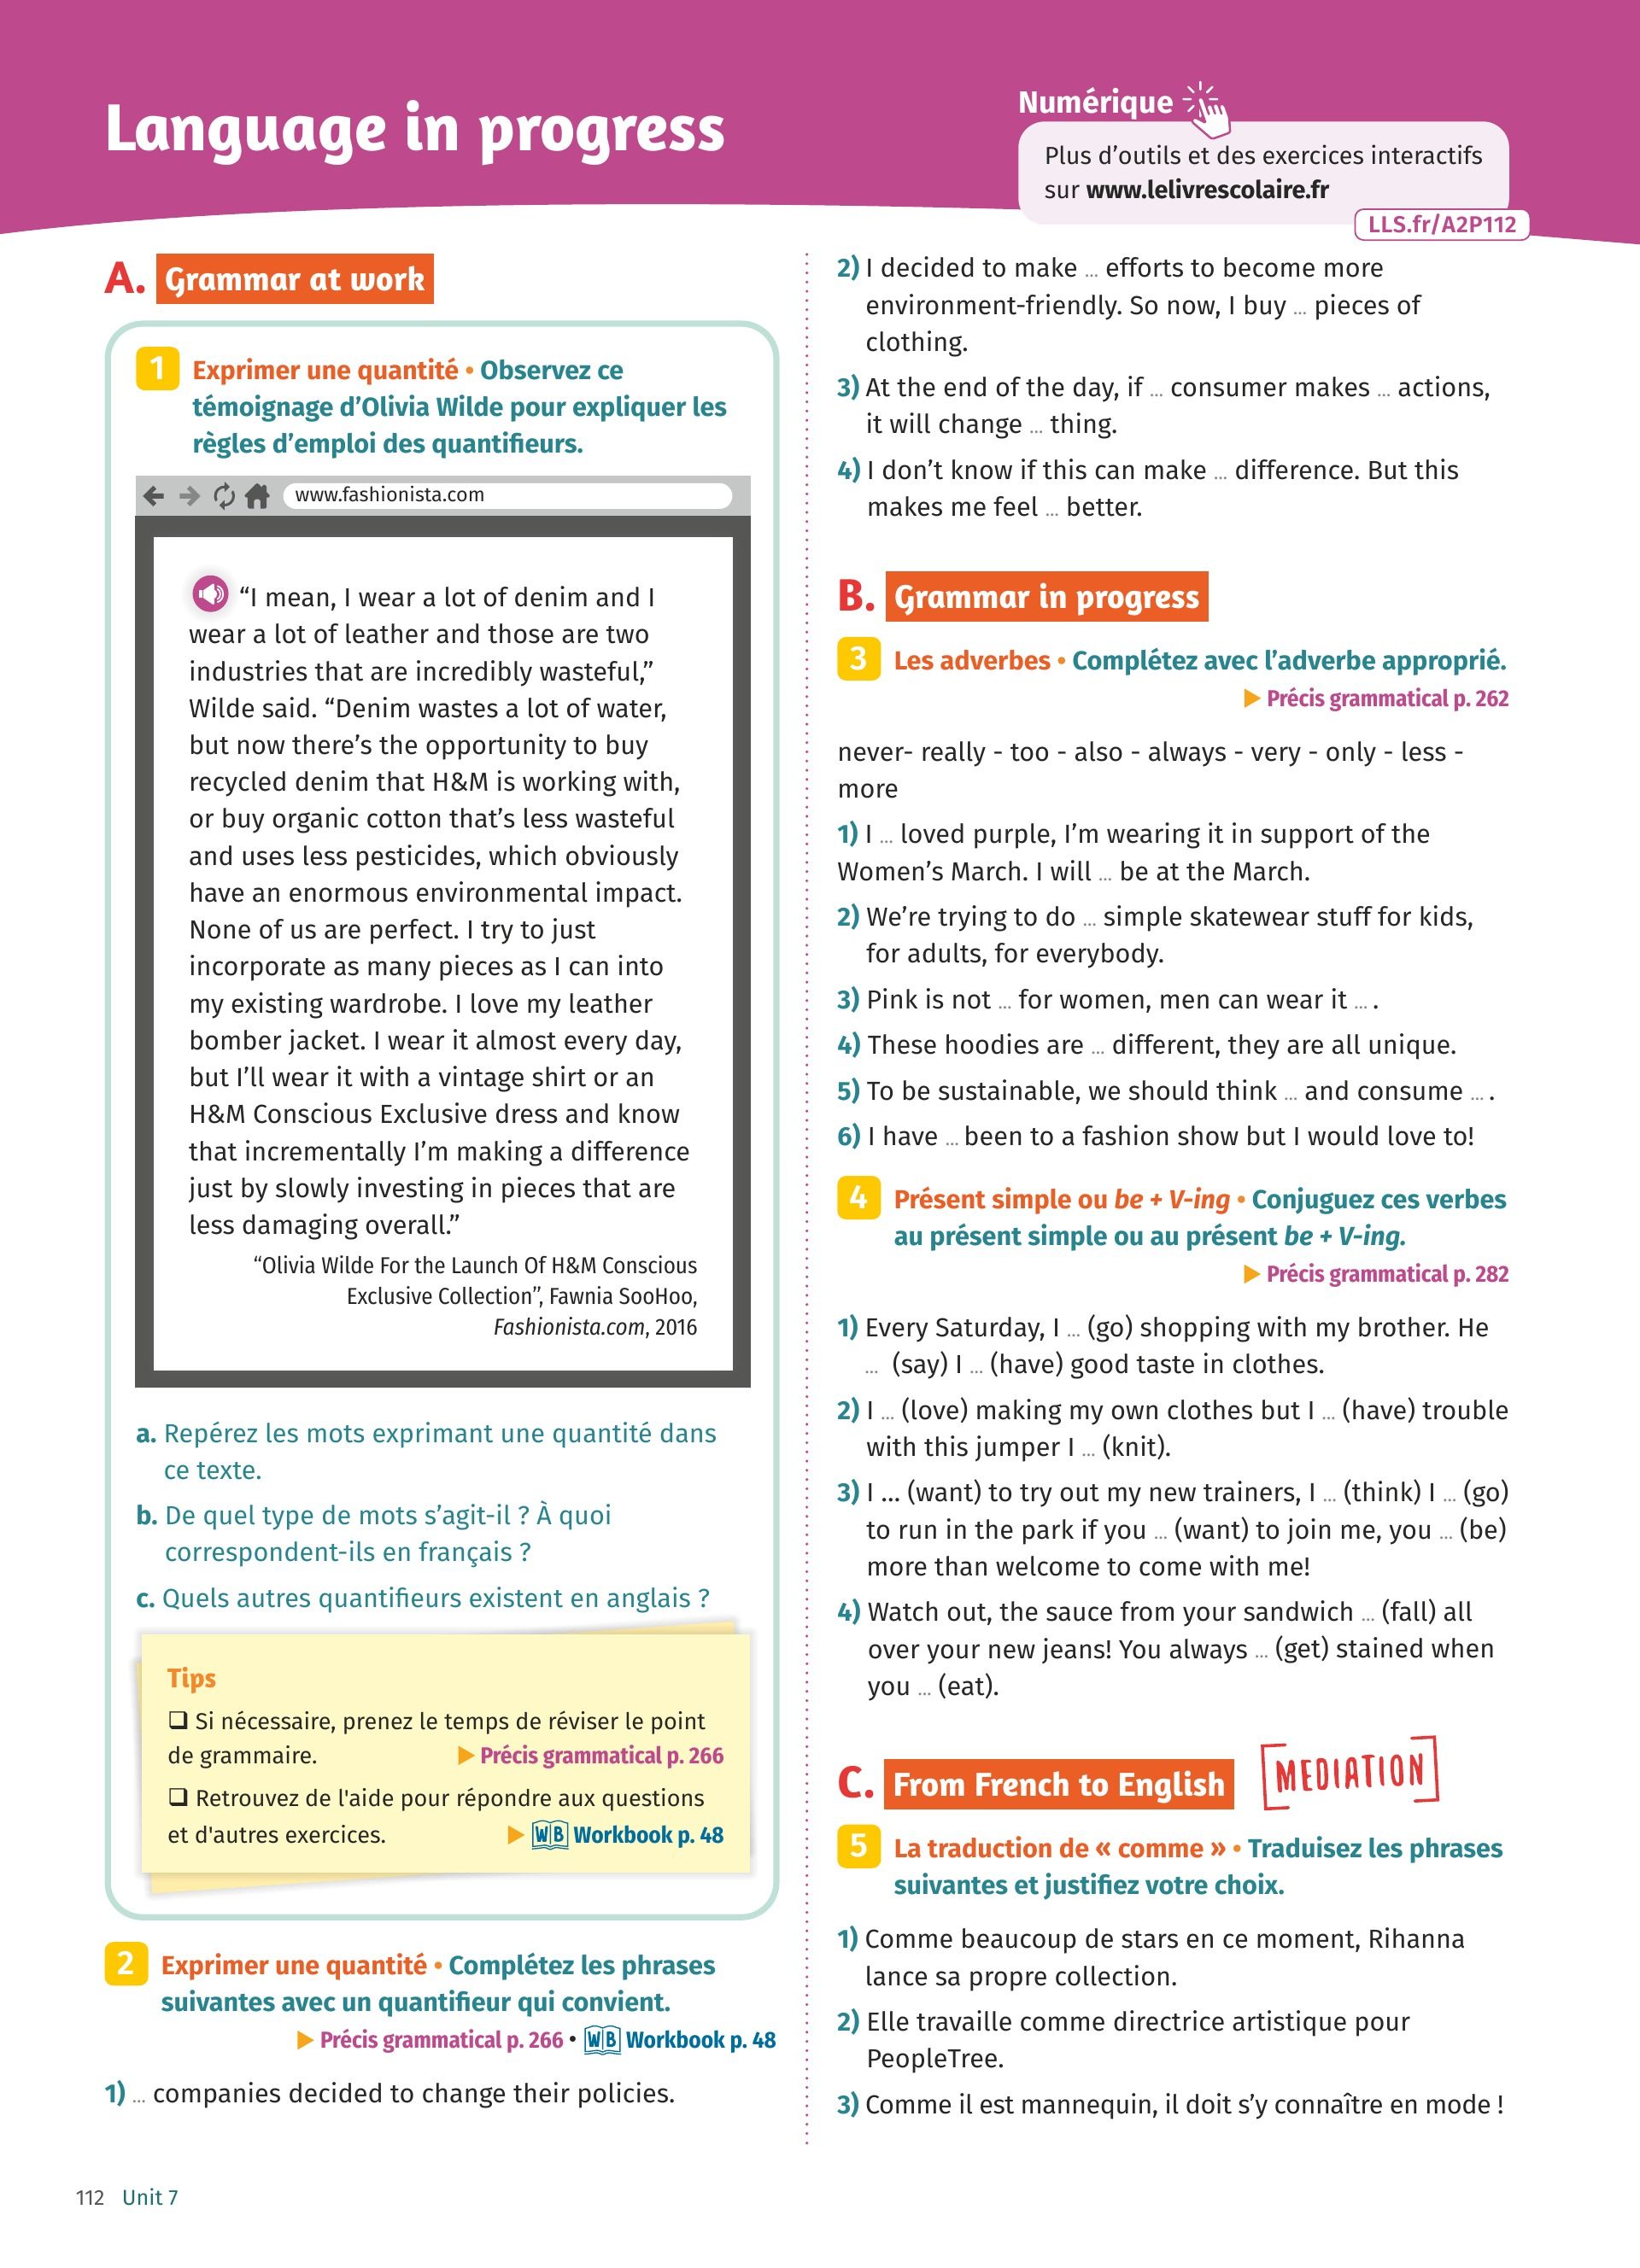 Language in progress
Numérique
Plus d’outils et des exercices interactifs
sur www.lelivrescolaire.fr
LLS.fr/A2P112
A. Grammar at work
1 Exprimer une quantité • Observez ce
témoignage d’Olivia Wilde pour expliquer les
règles d’emploi des quantifieurs.
www.fashionista.com
“I mean, I wear a lot of denim and I
wear a lot of leather and those are two
industries that are incredibly wasteful,”
Wilde said. “Denim wastes a lot of water,
but now there’s the opportunity to buy
recycled denim that H&M is working with,
or buy organic cotton that’s less wasteful
and uses less pesticides, which obviously
have an enormous environmental impact.
None of us are perfect. I try to just
incorporate as many pieces as I can into
my existing wardrobe. I love my leather
bomber jacket. I wear it almost every day,
but I’ll wear it with a vintage shirt or an
H&M Conscious Exclusive dress and know
that incrementally I’m making a difference
just by slowly investing in pieces that are
less damaging overall.”
“Olivia Wilde For the Launch Of H&M Conscious
Exclusive Collection”, Fawnia SooHoo,
Fashionista.com, 2016
a. Repérez les mots exprimant une quantité dans
ce texte.
b. De quel type de mots s’agit-il ? À quoi
correspondent-ils en français ?
c. Quels autres quantifieurs existent en anglais ?
Tips
❑ Si nécessaire, prenez le temps de réviser le point
de grammaire. ▶ Précis grammatical p. 266
❑ Retrouvez de l'aide pour répondre aux questions
et d'autres exercices. ▶ WB Workbook p. 48
2 Exprimer une quantité • Complétez les phrases
suivantes avec un quantifieur qui convient.
▶ Précis grammatical p. 266 • WB Workbook p. 48
1) … companies decided to change their policies.
2) I decided to make … efforts to become more
environment-friendly. So now, I buy … pieces of
clothing.
3) At the end of the day, if … consumer makes … actions,
it will change … thing.
4) I don’t know if this can make … difference. But this
makes me feel … better.
B. Grammar in progress
3 Les adverbes • Complétez avec l’adverbe approprié.
▶ Précis grammatical p. 262
never- really - too - also - always - very - only - less -
more
1) I … loved purple, I’m wearing it in support of the
Women’s March. I will … be at the March.
2) We’re trying to do … simple skatewear stuff for kids,
for adults, for everybody.
3) Pink is not … for women, men can wear it … .
4) These hoodies are … different, they are all unique.
5) To be sustainable, we should think … and consume … .
6) I have … been to a fashion show but I would love to!
4 Présent simple ou be + V-ing • Conjuguez ces verbes
au présent simple ou au présent be + V-ing.
▶ Précis grammatical p. 282
1) Every Saturday, I … (go) shopping with my brother. He
… (say) I … (have) good taste in clothes.
2) I … (love) making my own clothes but I … (have) trouble
with this jumper I … (knit).
3) I … (want) to try out my new trainers, I … (think) I … (go)
to run in the park if you … (want) to join me, you … (be)
more than welcome to come with me!
4) Watch out, the sauce from your sandwich … (fall) all
over your new jeans! You always … (get) stained when
you … (eat).
C. From French to English
MEDIATION
5 La traduction de « comme » • Traduisez les phrases
suivantes et justifiez votre choix.
1) Comme beaucoup de stars en ce moment, Rihanna
lance sa propre collection.
2) Elle travaille comme directrice artistique pour
PeopleTree.
3) Comme il est mannequin, il doit s’y connaître en mode !
112 Unit 7